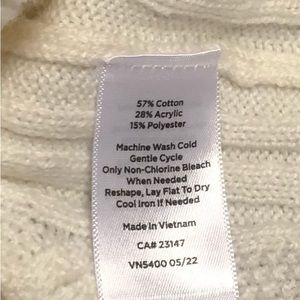 57% Cotton
28% Acrylic
15% Polyester
Machine Wash Cold
Gentle Cycle
Only Non-Chlorine Bleach
When Needed
Reshape, Lay Flat To Dry
Cool Iron If Needed
Made In Vietnam
CA# 23147
VN5400 05/22